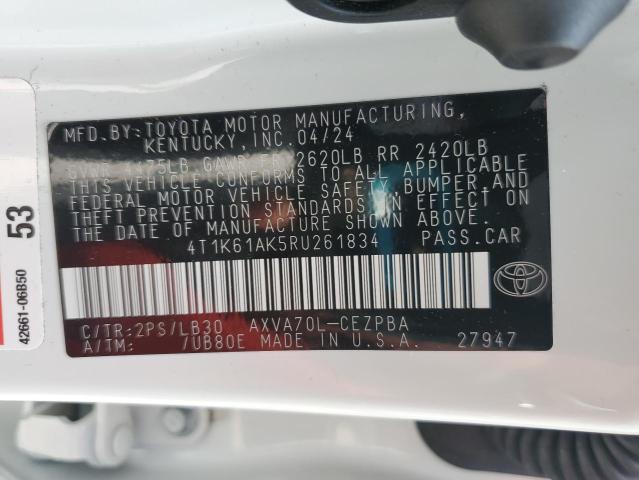 MFD.BY:TOYOTA MOTOR MANUFACTURING,
KENTUCKY, INC. 04/24
GVWR 4475LB GAWR FR 2620LB RR 2420LB
THIS VEHICLE CONFORMS TO ALL APPLICABLE
FEDERAL MOTOR VEHICLE SAFETY, BUMPER,AND
THEFT PREVENTION STANDARDS IN EFFECT ON
THE DATE OF MANUFACTURE SHOWN ABOVE.
4T1K61AK5RU261834 PASS.CAR
C/TR:2PS/LB30 AXVA70L-CEZPBA
A/TM: /UB80E MADE IN U.S.A. 27947
TOYOTA
53
42661-06B50